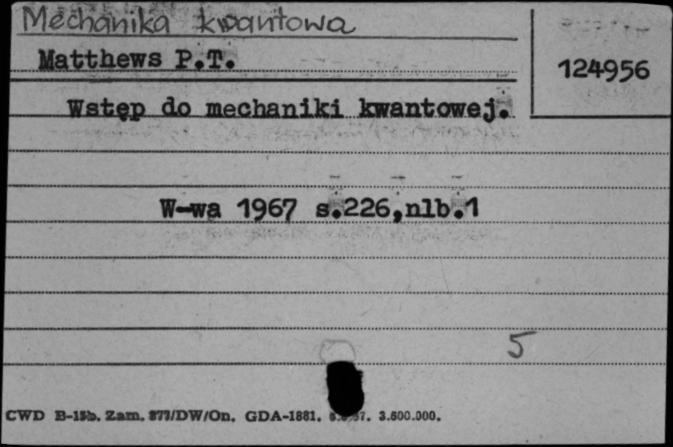 Mechanika kwantowa
Matthews P.T.
124956
Wstęp do mechaniki kwantowej.
W-wa 1967 s.226,nlb.1
5
CWD B-15b. Zam. 877/DW/On. GDA-1881. 3.600.000.